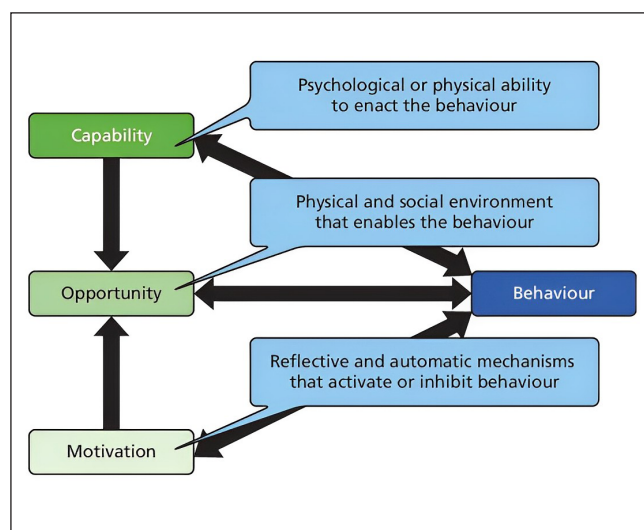 Psychological or physical ability
to enact the behaviour
Capability
Physical and social environment
that enables the behaviour
Opportunity
Behaviour
Reflective and automatic mechanisms
that activate or inhibit behaviour
Motivation